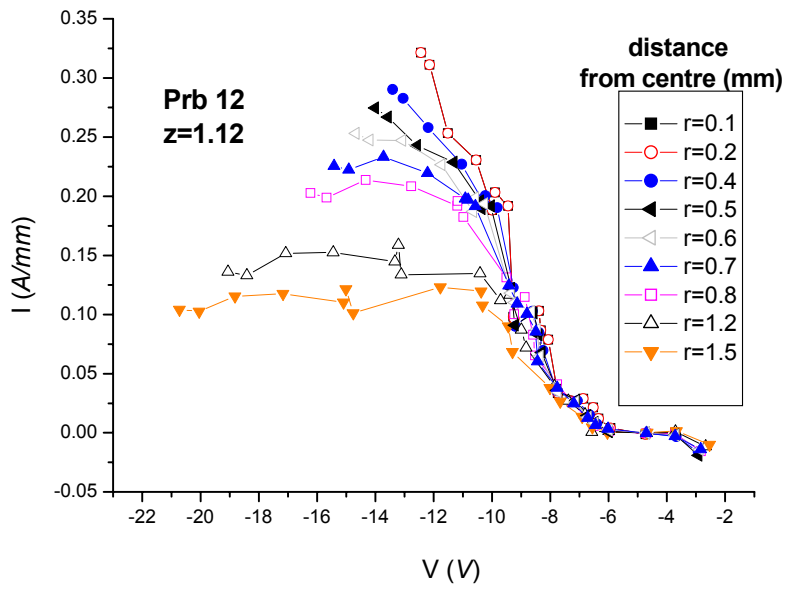 distance
from centre (mm)
Prb 12
z=1.12
r=0.1
r=0.2
r=0.4
r=0.5
r=0.6
r=0.7
r=0.8
r=1.2
r=1.5
I (A/mm)
0.35
0.30
0.25
0.20
0.15
0.10
0.05
0.00
-0.05
-22 -20 -18 -16 -14 -12 -10 -8 -6 -4 -2
V (V)